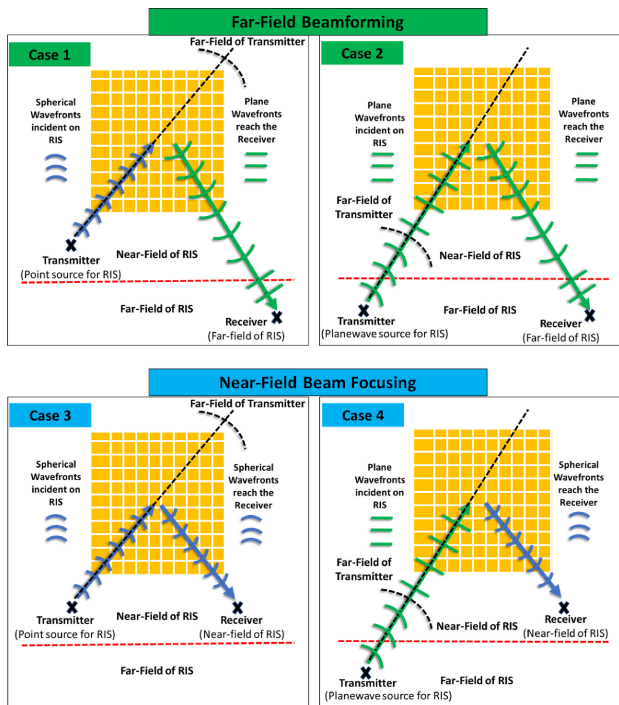 Far-Field Beamforming
Case 1
Far-Field of Transmitter
Spherical
Wavefronts
incident on
RIS
Plane
Wavefronts
reach the
Receiver
Transmitter
(Point source for RIS)
Near-Field of RIS
Far-Field of RIS
Receiver
(Far-field of RIS)
Case 2
Plane
Wavefronts
incident on
RIS
Plane
Wavefronts
reach the
Receiver
Far-Field of
Transmitter
Near-Field of RIS
Far-Field of RIS
Transmitter
(Planewave source for RIS)
Receiver
(Far-field of RIS)
Near-Field Beam Focusing
Case 3
Far-Field of Transmitter
Spherical
Wavefronts
incident on
RIS
Spherical
Wavefronts
reach the
Receiver
Transmitter
(Point source for RIS)
Near-Field of RIS
Receiver
(Near-field of RIS)
Far-Field of RIS
Case 4
Plane
Wavefronts
incident on
RIS
Spherical
Wavefronts
reach the
Receiver
Far-Field of
Transmitter
Near-Field of RIS
Receiver
(Near-field of RIS)
Transmitter
(Planewave source for RIS)
Far-Field of RIS